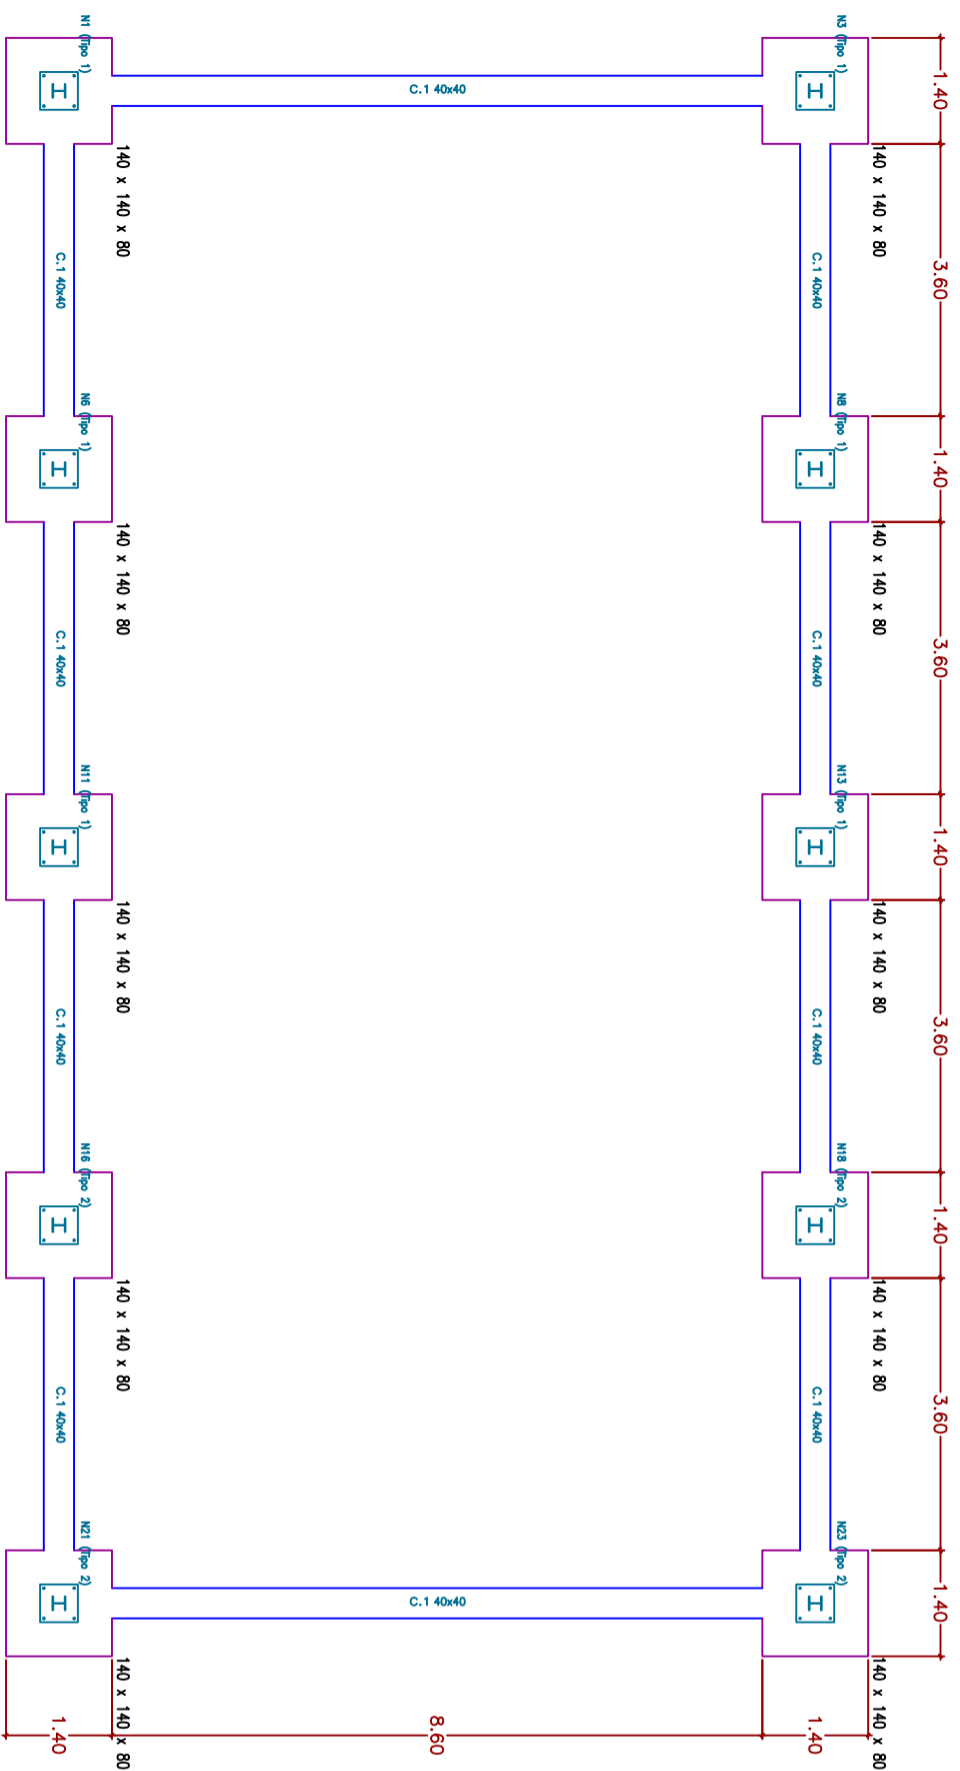 1.40
3.60
1.40
3.60
1.40
3.60
1.40
3.60
1.40
140 x 140 x 80
140 x 140 x 80
140 x 140 x 80
140 x 140 x 80
140 x 140 x 80
N3 (Tipo 1)
N8 (Tipo 1)
N13 (Tipo 1)
N18 (Tipo 2)
N23 (Tipo 2)
C.1 40x40
C.1 40x40
C.1 40x40
C.1 40x40
1.40
C.1 40x40
C.1 40x40
8.60
140 x 140 x 80
140 x 140 x 80
140 x 140 x 80
140 x 140 x 80
140 x 140 x 80
N1 (Tipo 1)
N6 (Tipo 1)
N11 (Tipo 1)
N16 (Tipo 2)
N21 (Tipo 2)
C.1 40x40
C.1 40x40
C.1 40x40
C.1 40x40
1.40